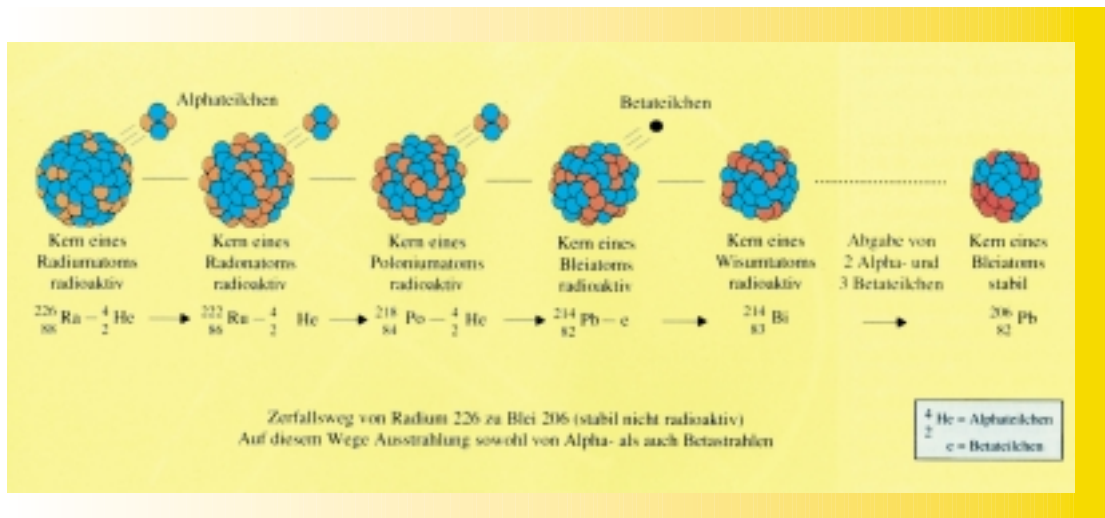 Alphateilchen
Betateilchen
Kern eines
Radiumatoms
radioaktiv
Kern eines
Radonatoms
radioaktiv
Kern eines
Poloniumatoms
radioaktiv
Kern eines
Bleiatoms
radioaktiv
Kern eines
Wismutatoms
radioaktiv
Abgabe von
2 Alpha- und
3 Betateilchen
Kern eines
Bleiatoms
stabil
226 88 Ra – 4 2 He → 222 86 Rn – 4 2 He → 218 84 Po – 4 2 He → 214 82 Pb – e → 214 83 Bi → 206 82 Pb
Zerfallsweg von Radium 226 zu Blei 206 (stabil nicht radioaktiv)
Auf diesem Wege Ausstrahlung sowohl von Alpha- als auch Betastrahlen
4 2 He = Alphateilchen
e = Betateilchen